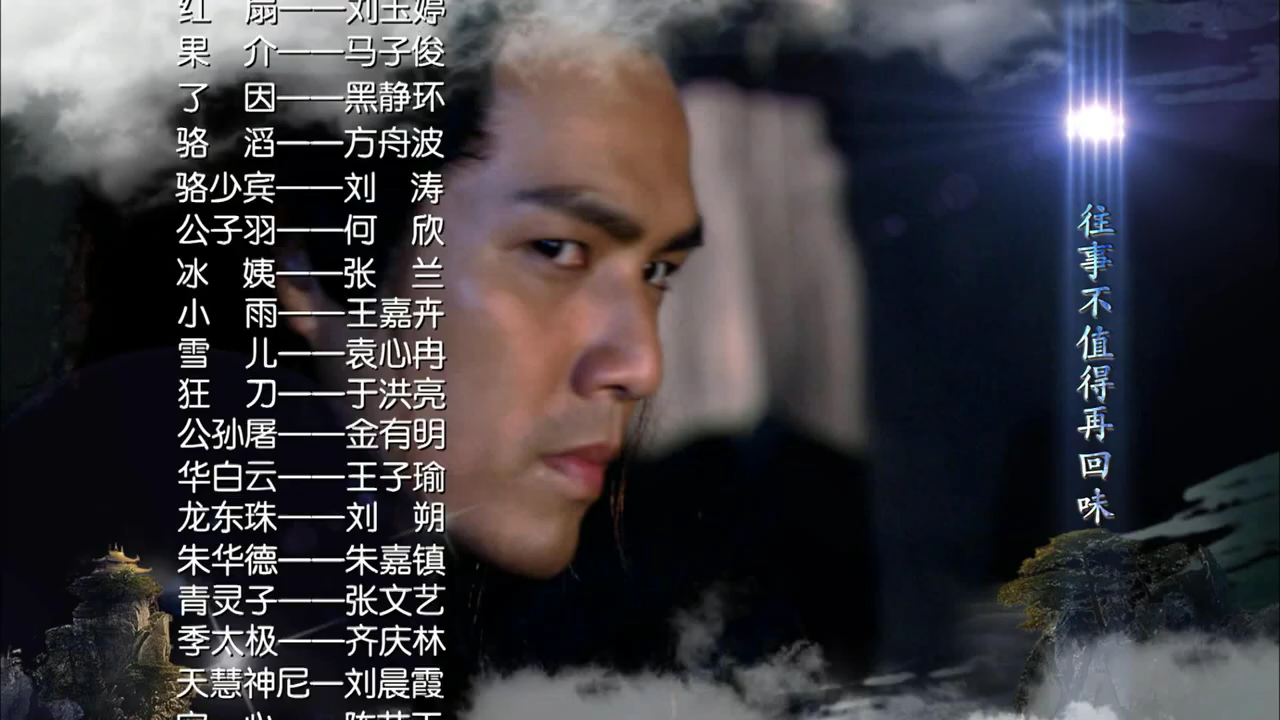 红　扇——刘玉婷
果　介——马子俊
了　因——黑静环
骆　滔——方舟波
骆少宾——刘　涛
公子羽——何　欣
冰　姨——张　兰
小　雨——王嘉卉
雪　儿——袁心冉
狂　刀——于洪亮
公孙屠——金有明
华白云——王子瑜
龙东珠——刘　朔
朱华德——朱嘉镇
青灵子——张文艺
季太极——齐庆林
天慧神尼—刘晨霞
往事不值得再回味